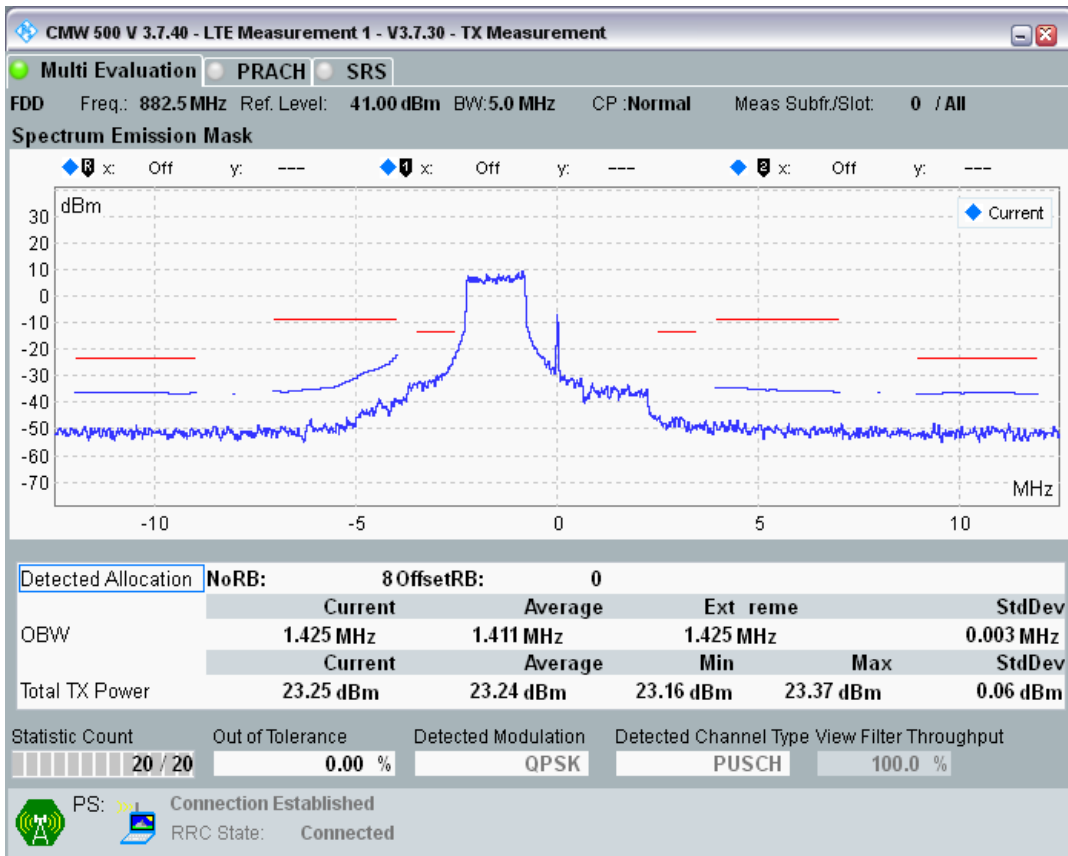 CMW 500 V 3.7.40 - LTE Measurement 1 - V3.7.30 - TX Measurement
Multi Evaluation PRACH SRS
FDD Freq.: 882.5 MHz Ref. Level: 41.00 dBm BW:5.0 MHz CP :Normal Meas Subfr./Slot: 0 / All
Spectrum Emission Mask
R x: Off y: --- 1 x: Off y: --- 2 x: Off y: ---
dBm
Current
30
20
10
0
-10
-20
-30
-40
-50
-60
-70
MHz
-10 -5 0 5 10
Detected Allocation NoRB: 8 OffsetRB: 0
Current Average Ext reme StdDev
OBW 1.425 MHz 1.411 MHz 1.425 MHz 0.003 MHz
Current Average Min Max StdDev
Total TX Power 23.25 dBm 23.24 dBm 23.16 dBm 23.37 dBm 0.06 dBm
Statistic Count Out of Tolerance Detected Modulation Detected Channel Type View Filter Throughput
20 / 20 0.00 % QPSK PUSCH 100.0 %
PS: Connection Established
RRC State: Connected